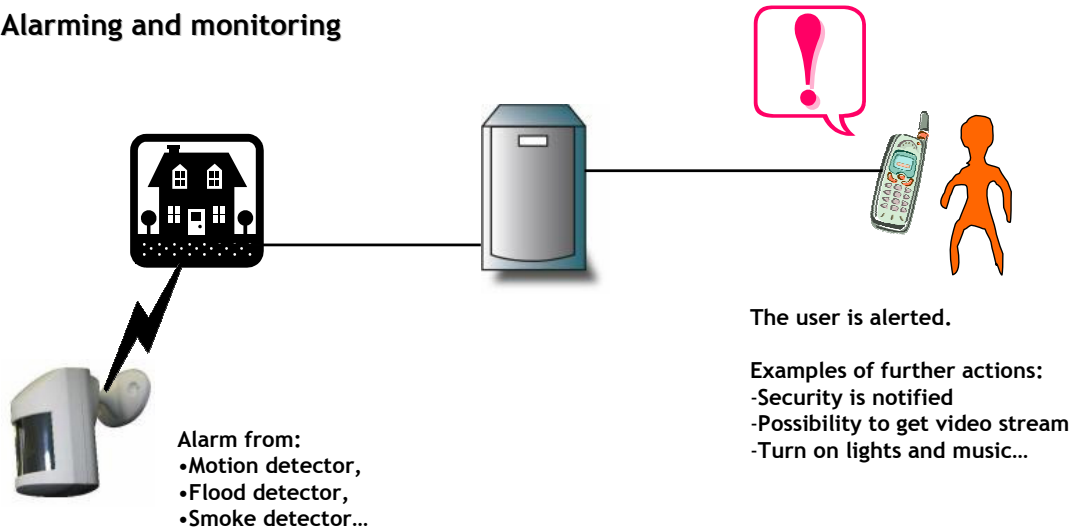 Alarming and monitoring
The user is alerted.
Examples of further actions:
-Security is notified
-Possibility to get video stream
-Turn on lights and music…
Alarm from:
•Motion detector,
•Flood detector,
•Smoke detector…